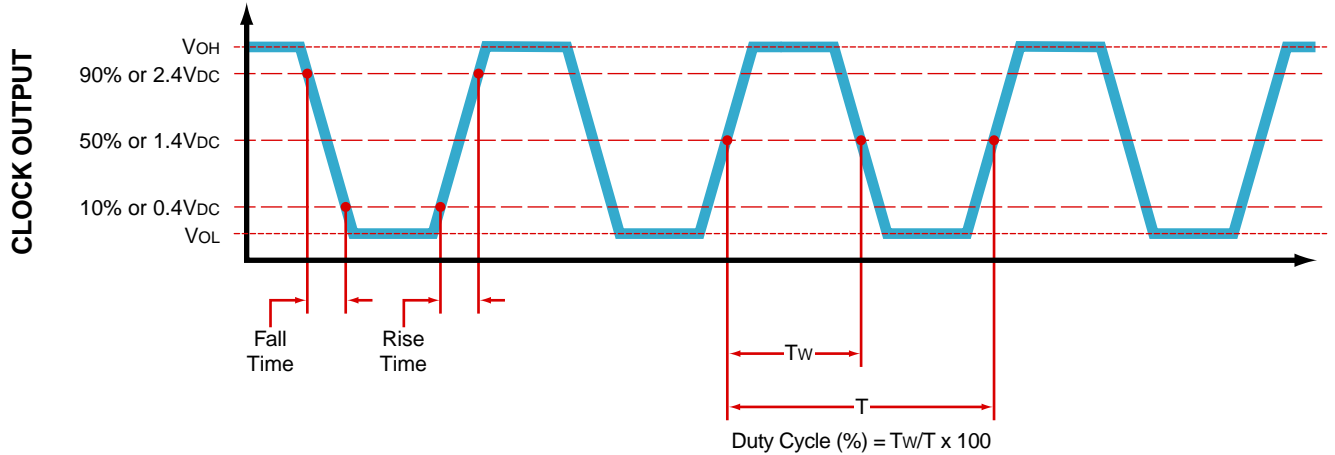 CLOCK OUTPUT
VOH
90% or 2.4VDC
50% or 1.4VDC
10% or 0.4VDC
VOL
Fall
Time
Rise
Time
TW
T
Duty Cycle (%) = TW/T x 100